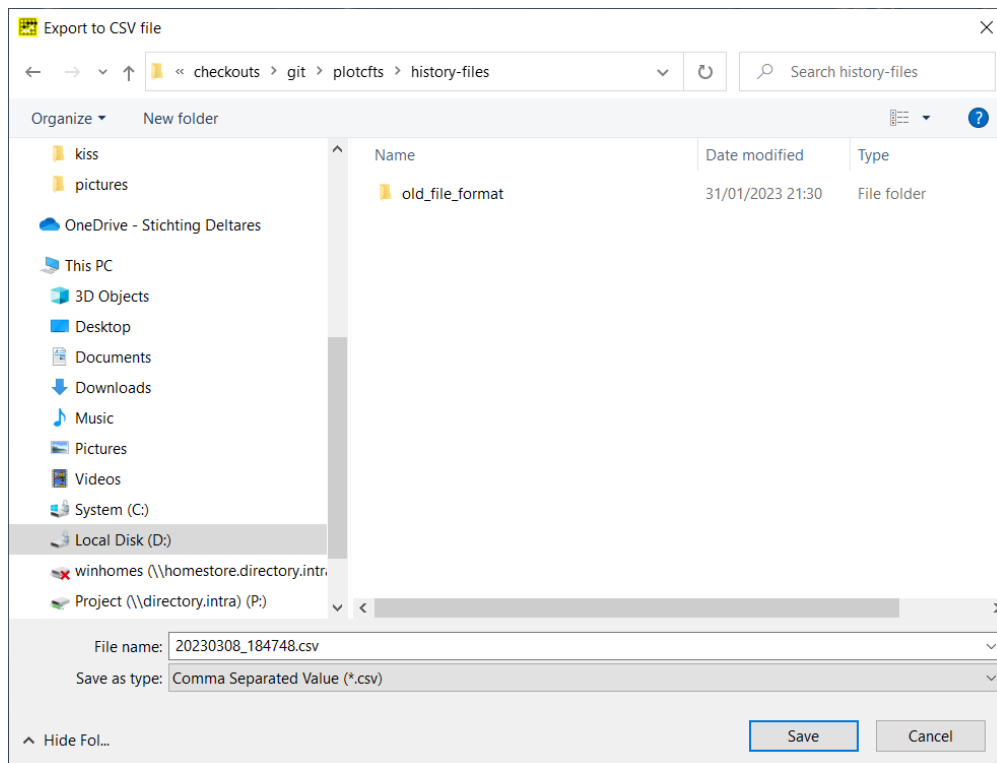 Export to CSV file
« checkouts > git > plotcfts > history-files
Search history-files
Organize
New folder
kiss
pictures
OneDrive - Stichting Deltares
This PC
3D Objects
Desktop
Documents
Downloads
Music
Pictures
Videos
System (C:)
Local Disk (D:)
winhomes (\\homestore.directory.intra
Project (\\directory.intra) (P:)
Name Date modified Type
old_file_format 31/01/2023 21:30 File folder
File name: 20230308_184748.csv
Save as type: Comma Separated Value (*.csv)
Hide Fol...
Save
Cancel